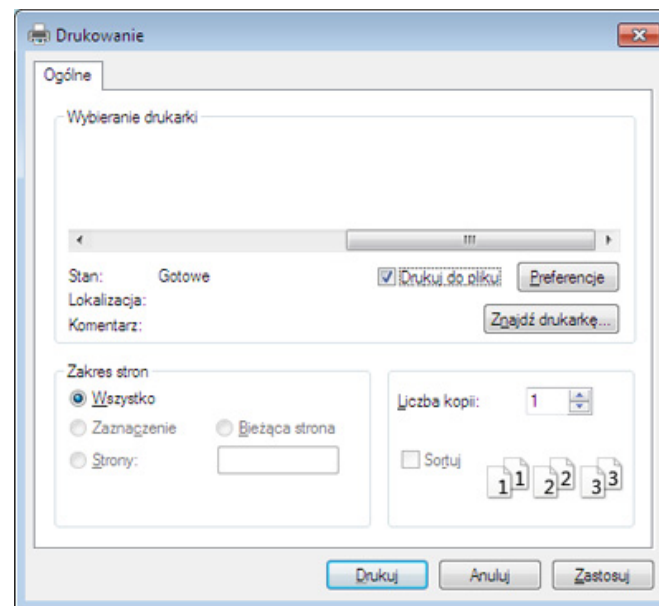 Drukowanie
Ogólne
Wybieranie drukarki
Stan: Gotowe
Drukuj do pliku
Preferencje
Lokalizacja:
Komentarz:
Znajdź drukarkę...
Zakres stron
Wszystko
Zaznaczenie
Bieżąca strona
Strony:
Liczba kopii: 1
Sortuj
1 1 2 2 3 3
Drukuj
Anuluj
Zastosuj